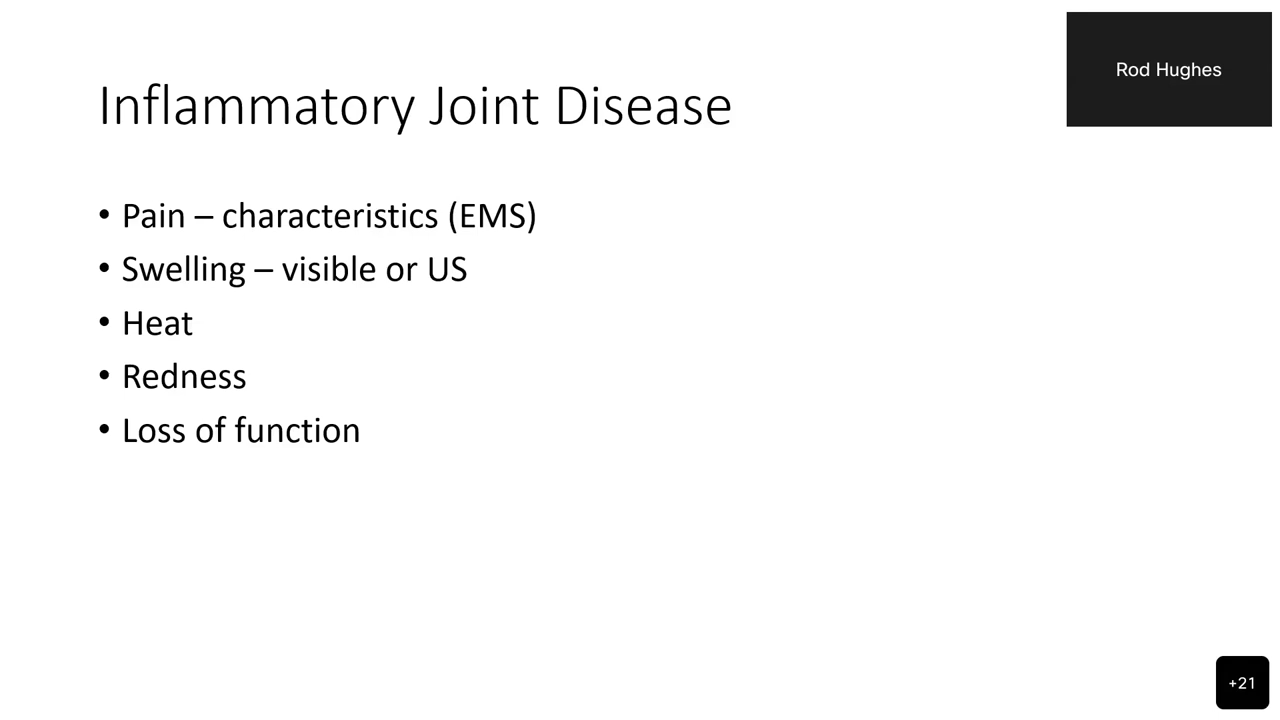 Rod Hughes
Inflammatory Joint Disease
• Pain – characteristics (EMS)
• Swelling – visible or US
• Heat
• Redness
• Loss of function
+21